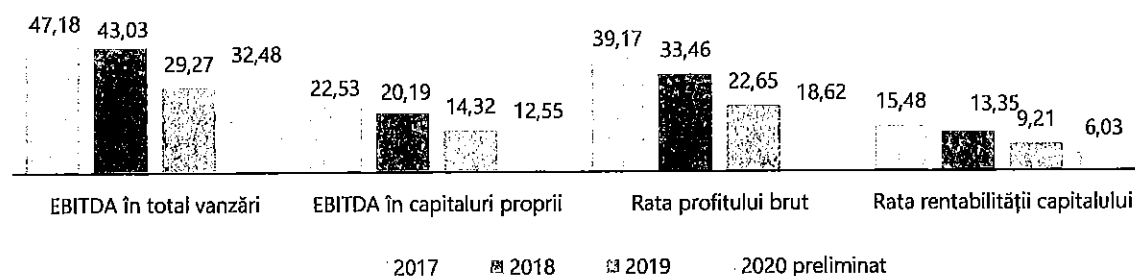 47,18 43,03 29,27 32,48 22,53 20,19 14,32 12,55 39,17 33,46 22,65 18,62 15,48 13,35 9,21 6,03
EBITDA în total vanzări EBITDA în capitaluri proprii Rata profitului brut Rata rentabilității capitalului
2017 2018 2019 2020 preliminat